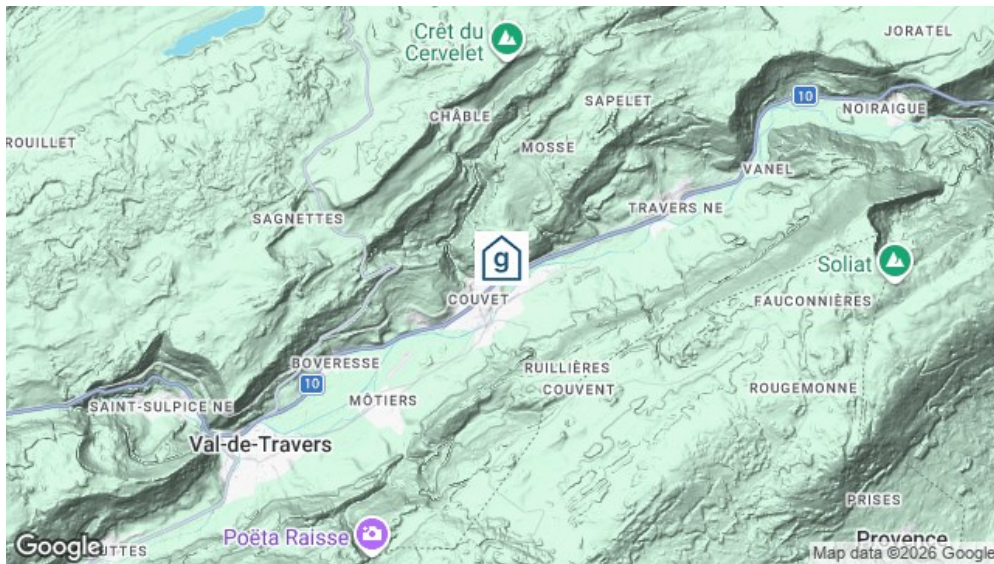 Crêt du
Cervelet
JORATEL
10
NOIRAIGUE
SAPELET
CHÂBLE
ROUILLET
MOSSE
VANEL
TRAVERS NE
SAGNETTES
g
Soliat
COUVET
FAUCONNIÈRES
BOVERESSE
RUILLIÈRES
10
COUVENT
ROUGEMONNE
MÔTIERS
SAINT-SULPICE NE
Val-de-Travers
PRISES
Poëta Raisse
Provence
Google
UTTES
Map data ©2026 Google